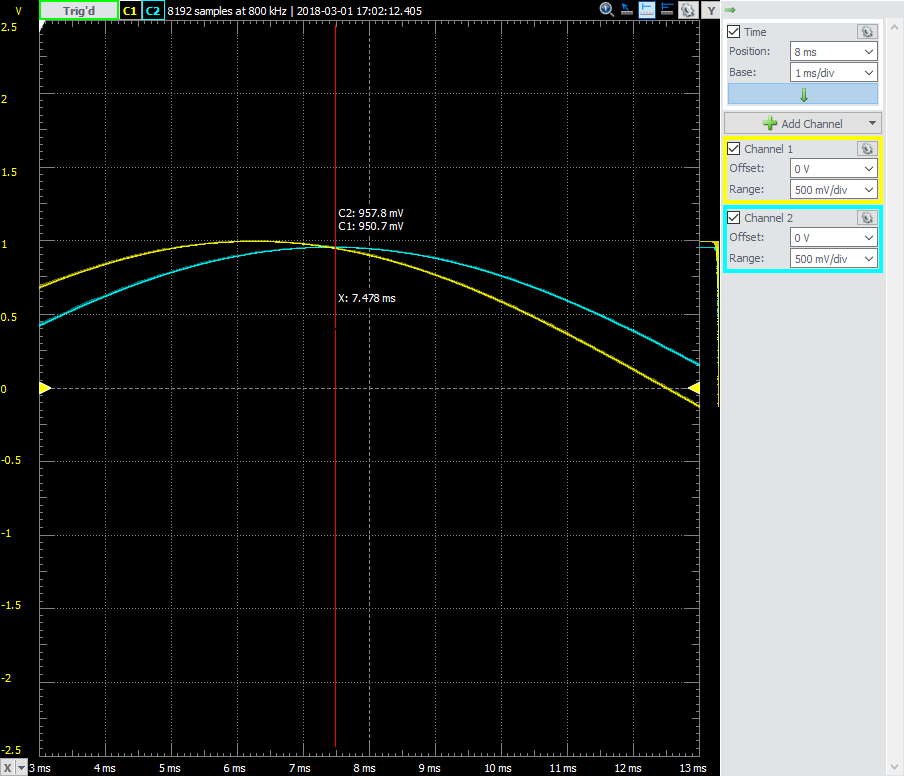 V Trig'd C1 C2 8192 samples at 800 kHz | 2018-03-01 17:02:12.405 Y
2.5
2
1.5
1
0.5
0
-0.5
-1
-1.5
-2
-2.5
C2: 957.8 mV
C1: 950.7 mV
X: 7.478 ms
X 3 ms 4 ms 5 ms 6 ms 7 ms 8 ms 9 ms 10 ms 11 ms 12 ms 13 ms
Time
Position: 8 ms
Base: 1 ms/div
Add Channel
Channel 1
Offset: 0 V
Range: 500 mV/div
Channel 2
Offset: 0 V
Range: 500 mV/div